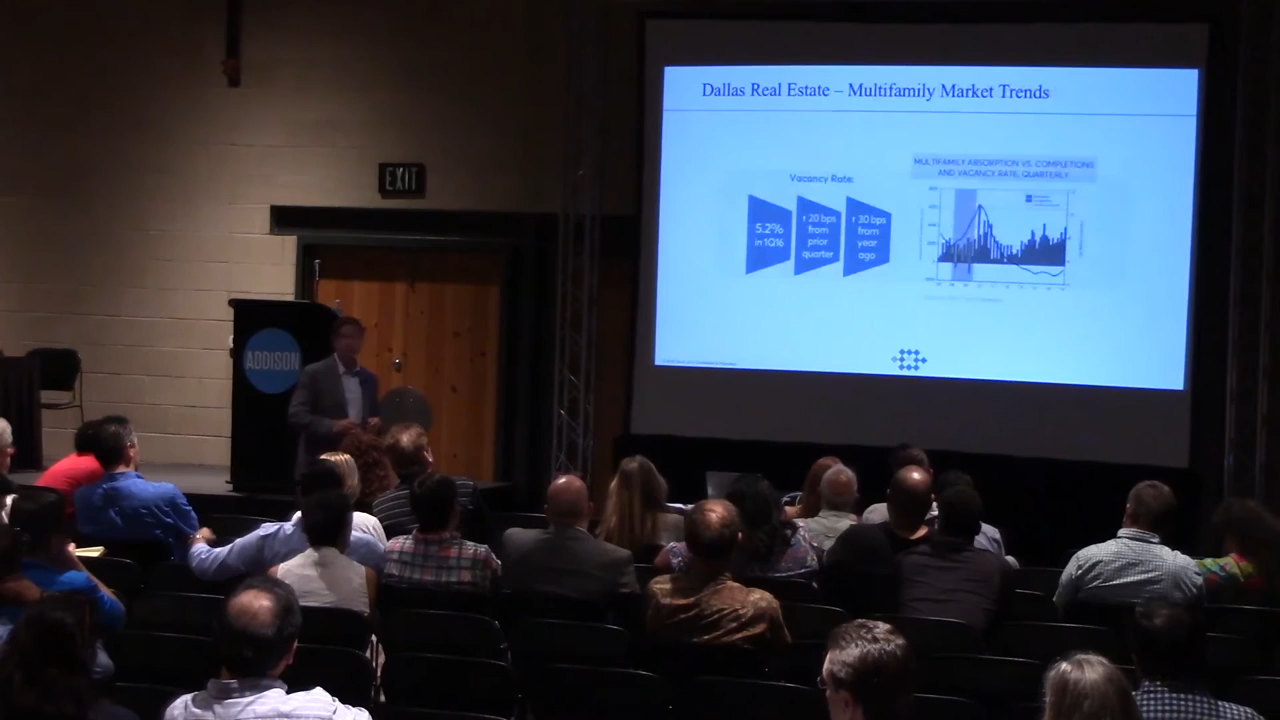 EXIT
ADDISON
Dallas Real Estate – Multifamily Market Trends
Vacancy Rate:
5.2%
in 1Q16
↑ 20 bps
from
prior
quarter
↑ 30 bps
from
year
ago
MULTIFAMILY ABSORPTION VS. COMPLETIONS
AND VACANCY RATE, QUARTERLY